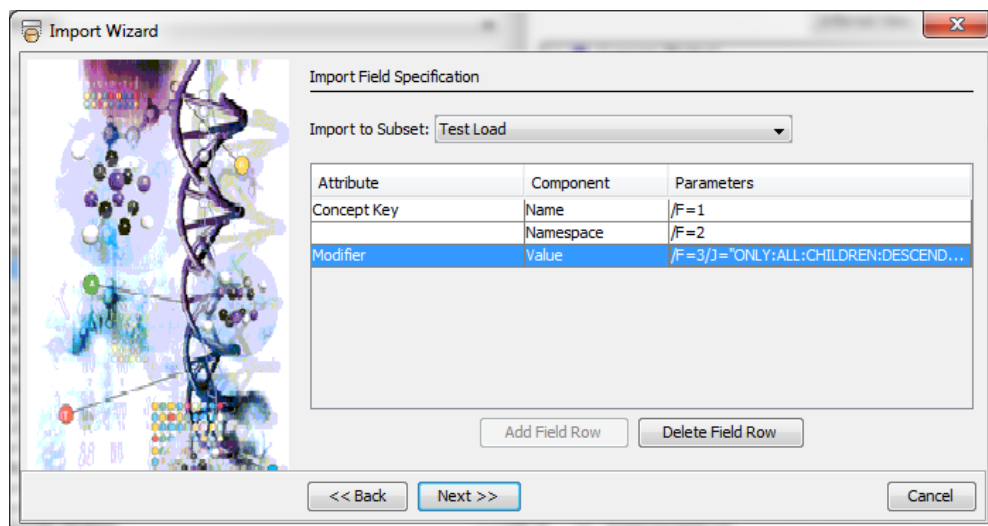 Import Wizard
Import Field Specification
Import to Subset: Test Load
Attribute Component Parameters
Concept Key Name /F=1
Namespace /F=2
Modifier Value /F=3/J="ONLY:ALL:CHILDREN:DESCEND...
Add Field Row Delete Field Row
<< Back Next >> Cancel